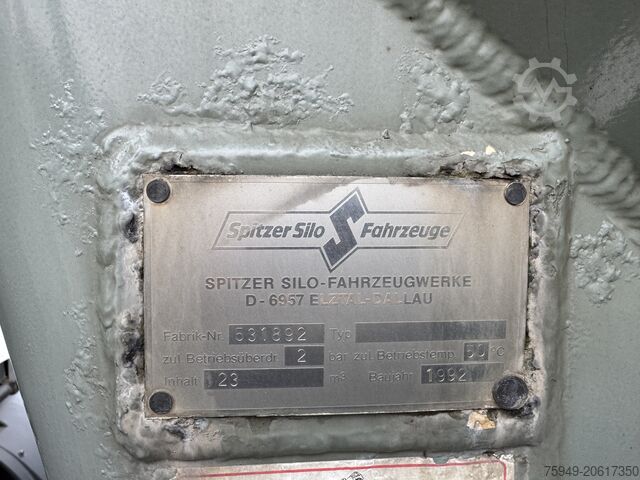 Spitzer Silo S Fahrzeuge
SPITZER SILO-FAHRZEUGWERKE
D-6957 ELZTAL-DALLAU
Fabrik-Nr. 531892 Typ
zul. Betriebsüberdr. 2 bar zul. Betriebstemp. 50 °C
Inhalt 23 m³ Baujahr 1992
75949-20617350